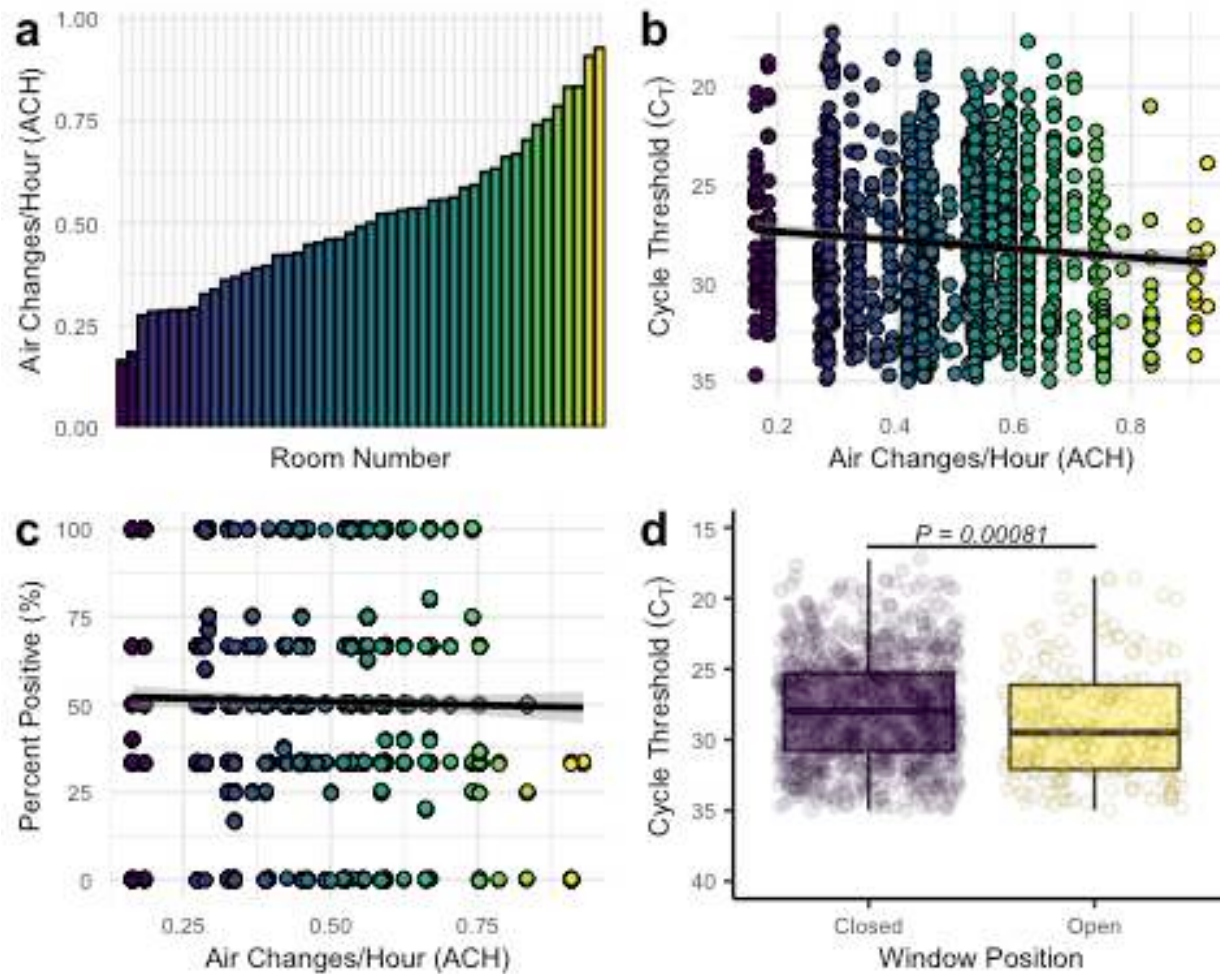 a
Air Changes/Hour (ACH)
1.00
0.75
0.50
0.25
0.00
Room Number
b
Cycle Threshold (CT)
20
25
30
35
0.2 0.4 0.6 0.8
Air Changes/Hour (ACH)
c
Percent Positive (%)
100
75
50
25
0
0.25 0.50 0.75
Air Changes/Hour (ACH)
d
Cycle Threshold (CT)
15
20
25
30
35
40
P = 0.00081
Closed Open
Window Position